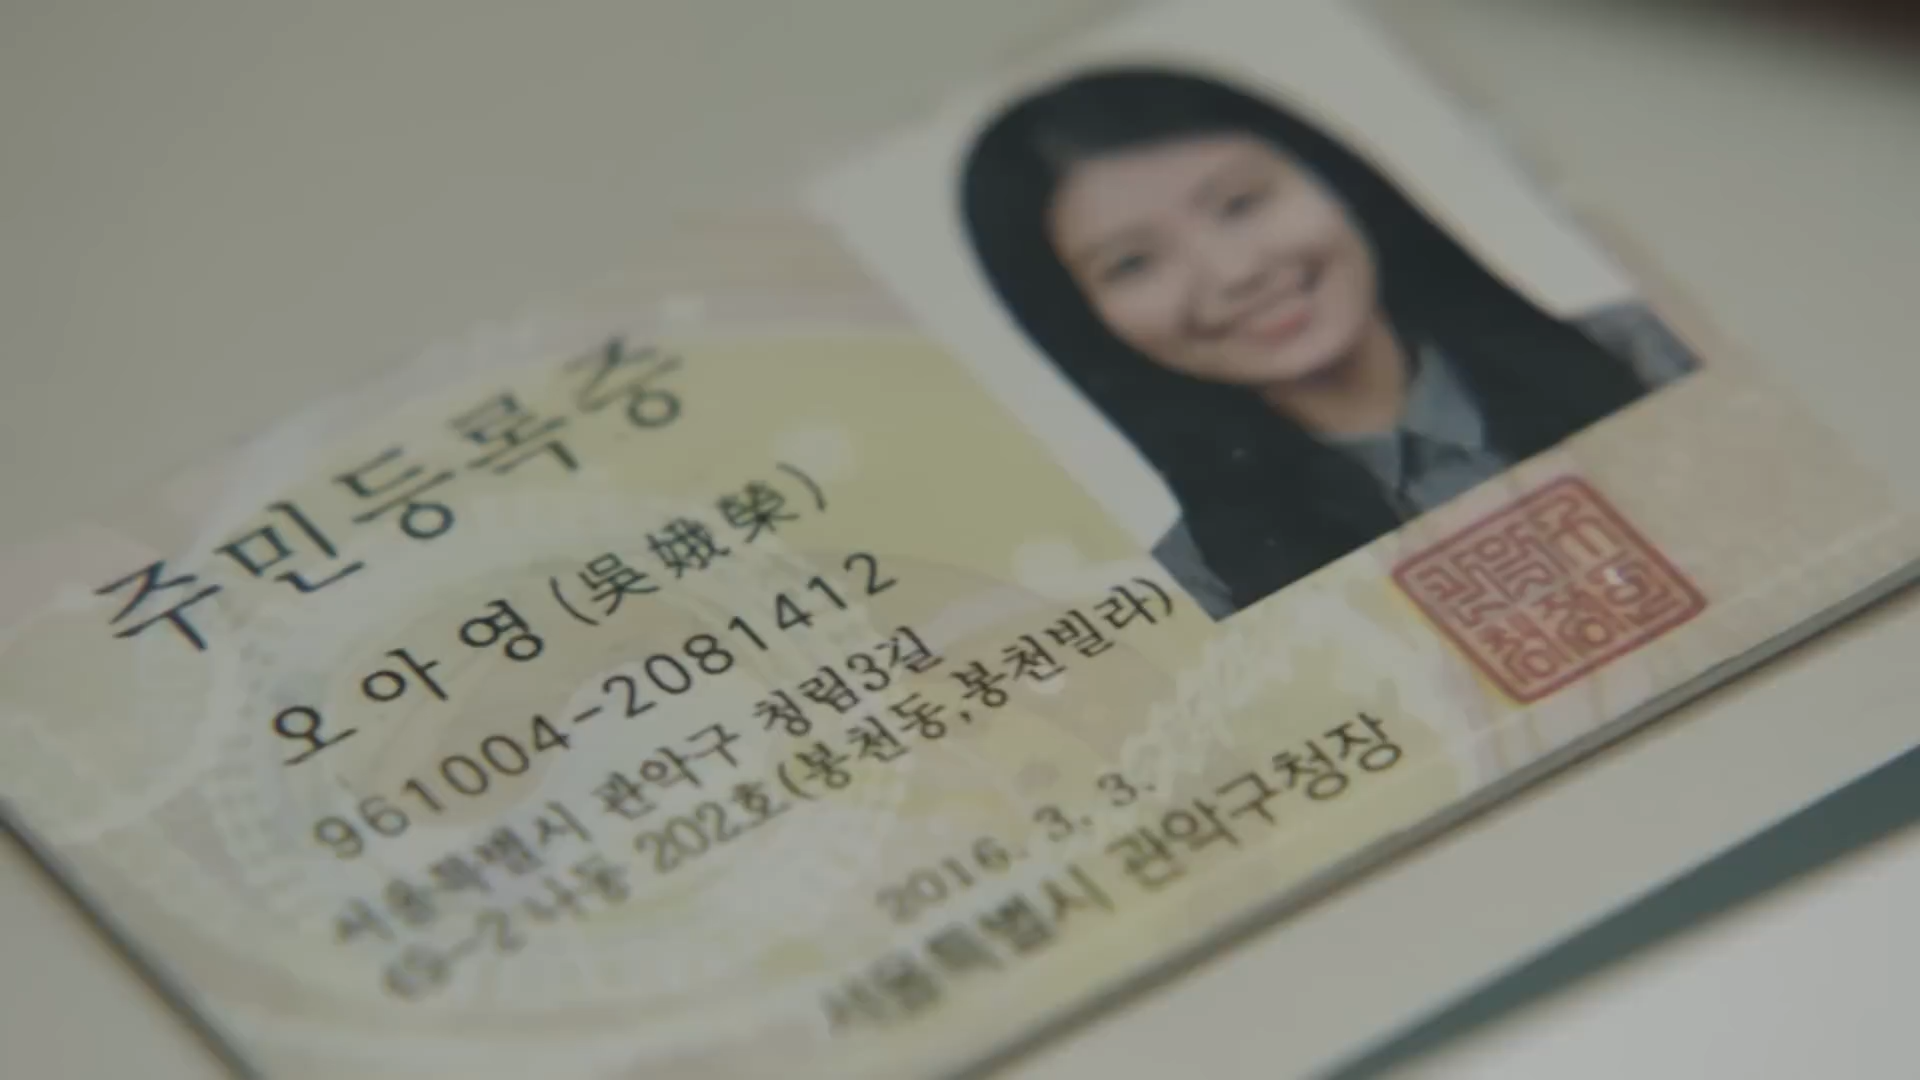 주민등록증
오아영(吳娥榮)
961004-2081412
서울특별시 관악구 청림3길
나동 202호(봉천동,봉천빌라)
2016. 3. 3.
서울특별시 관악구청장